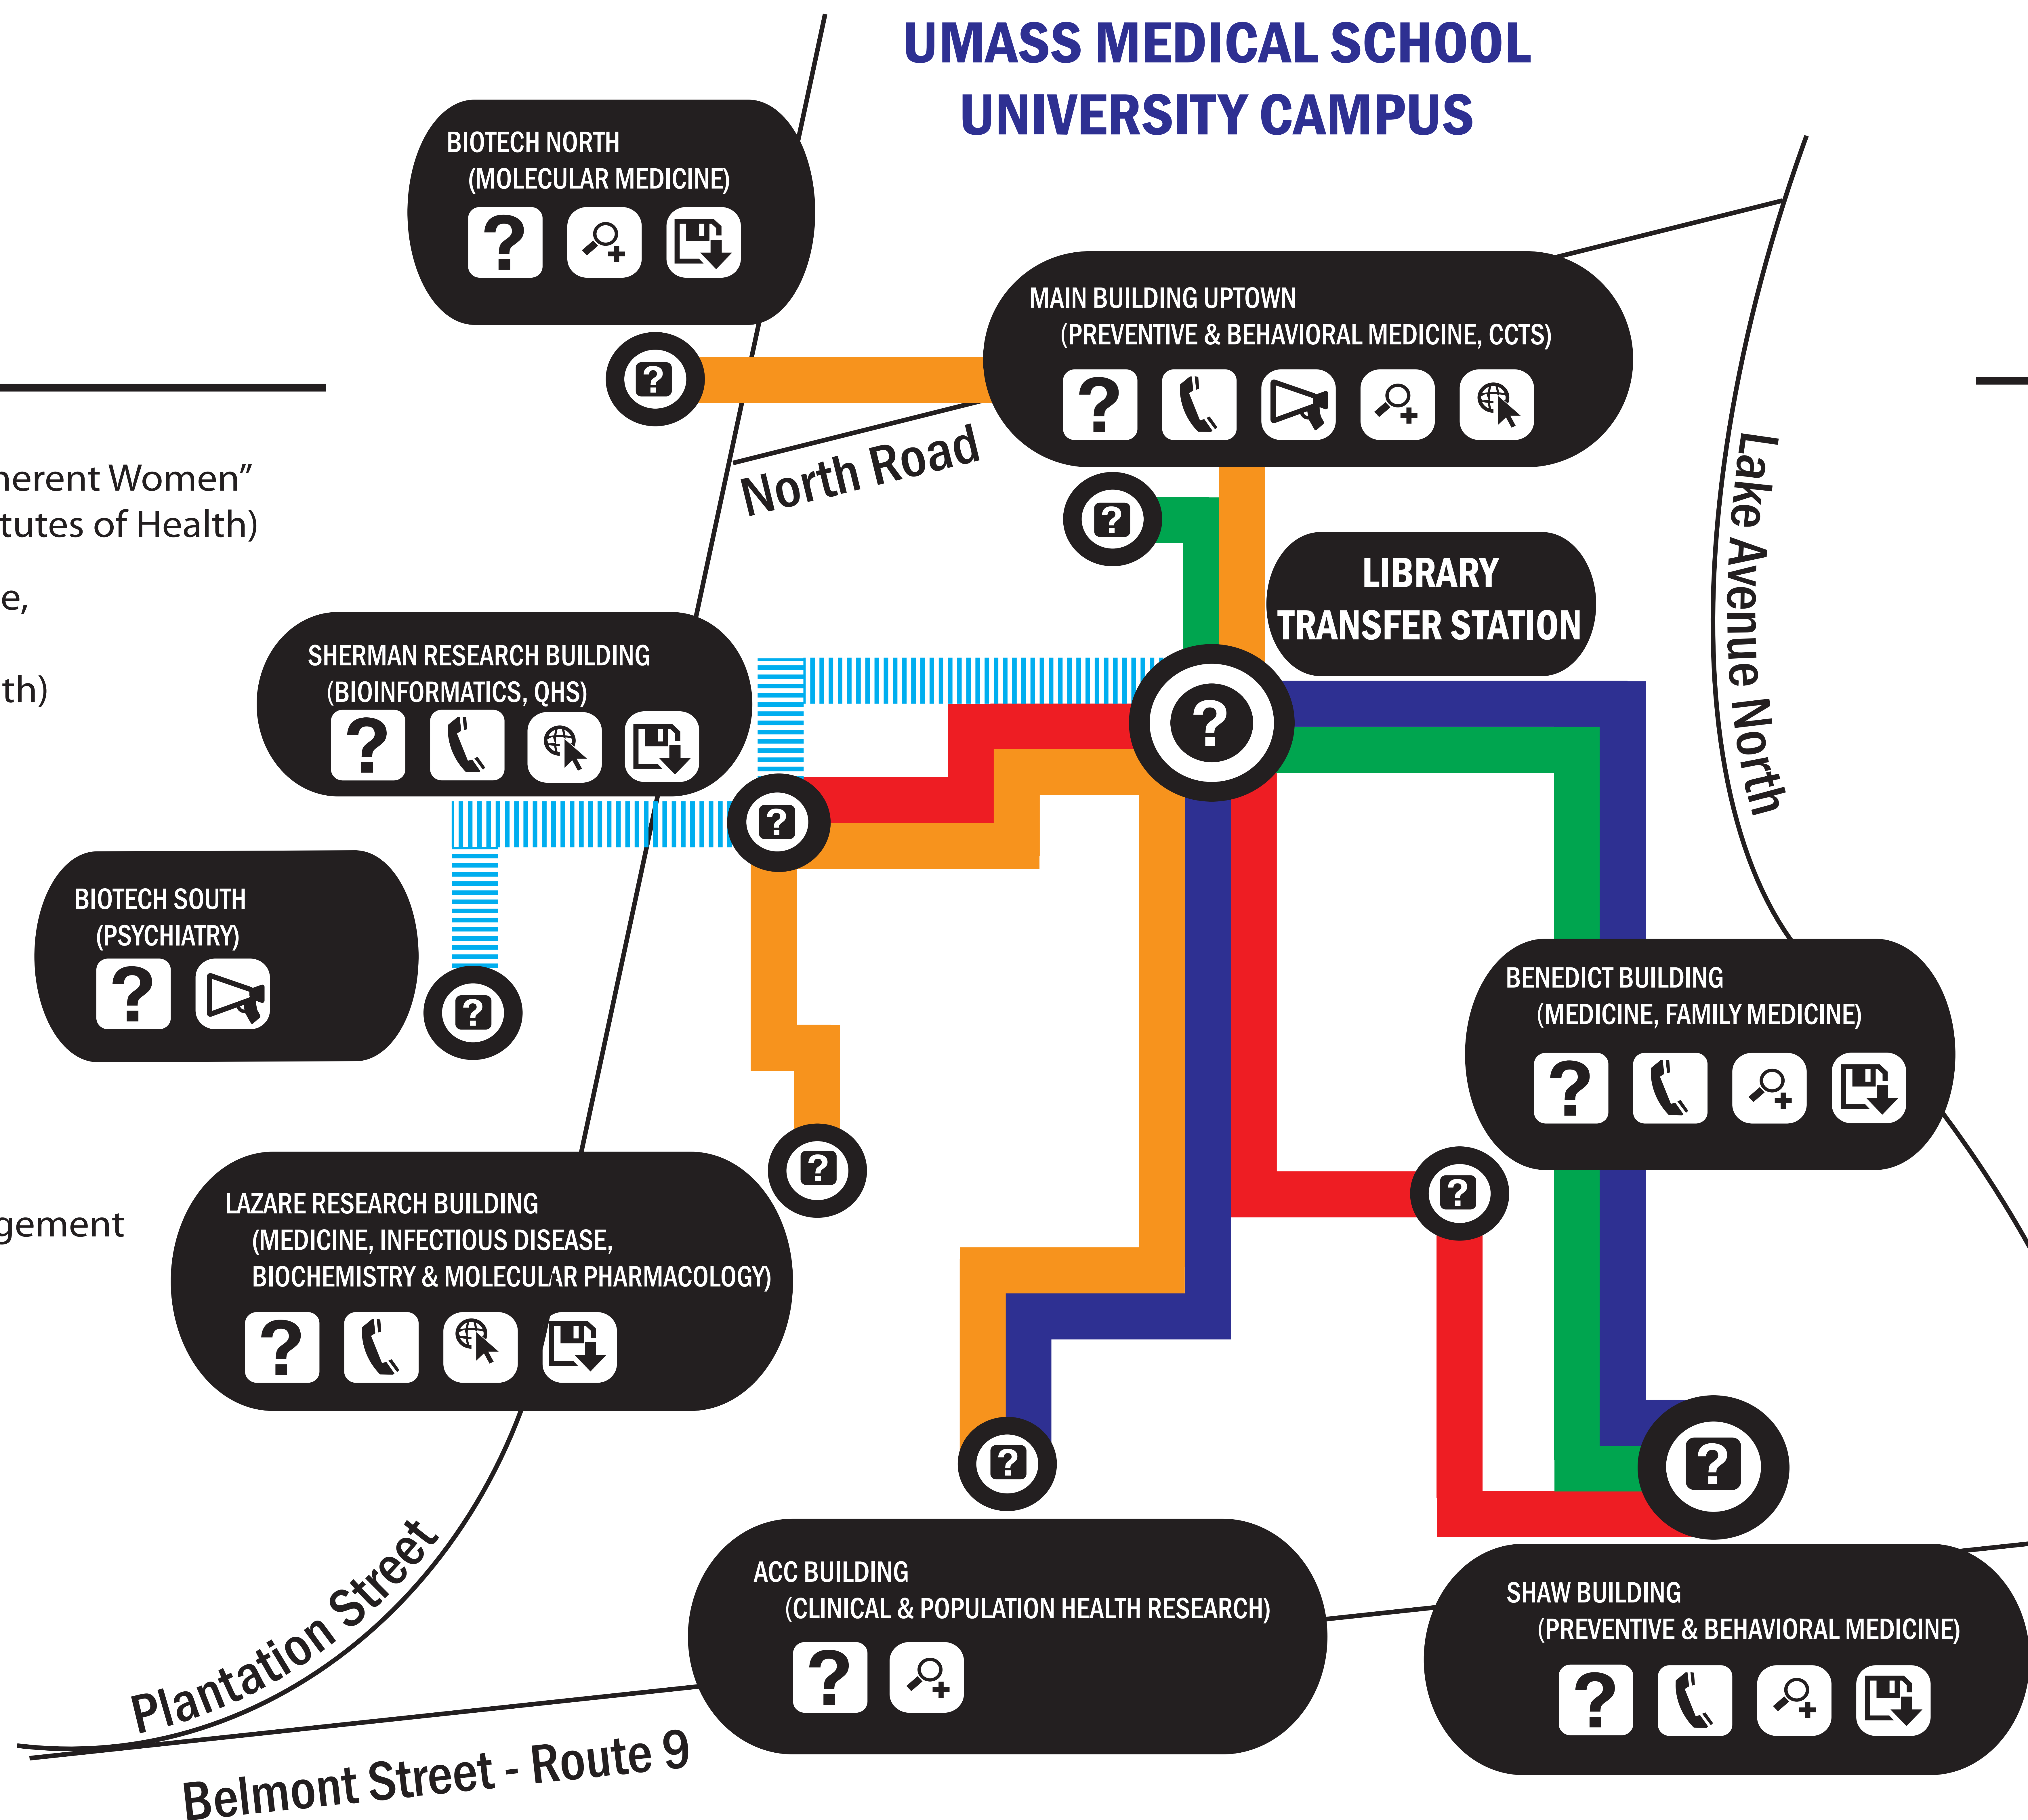 UMASS MEDICAL SCHOOL
UNIVERSITY CAMPUS
BIOTECH NORTH
(MOLECULAR MEDICINE)
?
MAIN BUILDING UPTOWN
(PREVENTIVE & BEHAVIORAL MEDICINE, CCTS)
?
?
North Road
?
Lake Avenue North
herent Women”
tutes of Health)
e,
th)
LIBRARY
TRANSFER STATION
?
SHERMAN RESEARCH BUILDING
(BIOINFORMATICS, QHS)
?
?
BIOTECH SOUTH
(PSYCHIATRY)
?
?
BENEDICT BUILDING
(MEDICINE, FAMILY MEDICINE)
?
?
?
gement
LAZARE RESEARCH BUILDING
(MEDICINE, INFECTIOUS DISEASE,
BIOCHEMISTRY & MOLECULAR PHARMACOLOGY)
?
?
?
Plantation Street
ACC BUILDING
(CLINICAL & POPULATION HEALTH RESEARCH)
?
SHAW BUILDING
(PREVENTIVE & BEHAVIORAL MEDICINE)
?
Belmont Street - Route 9